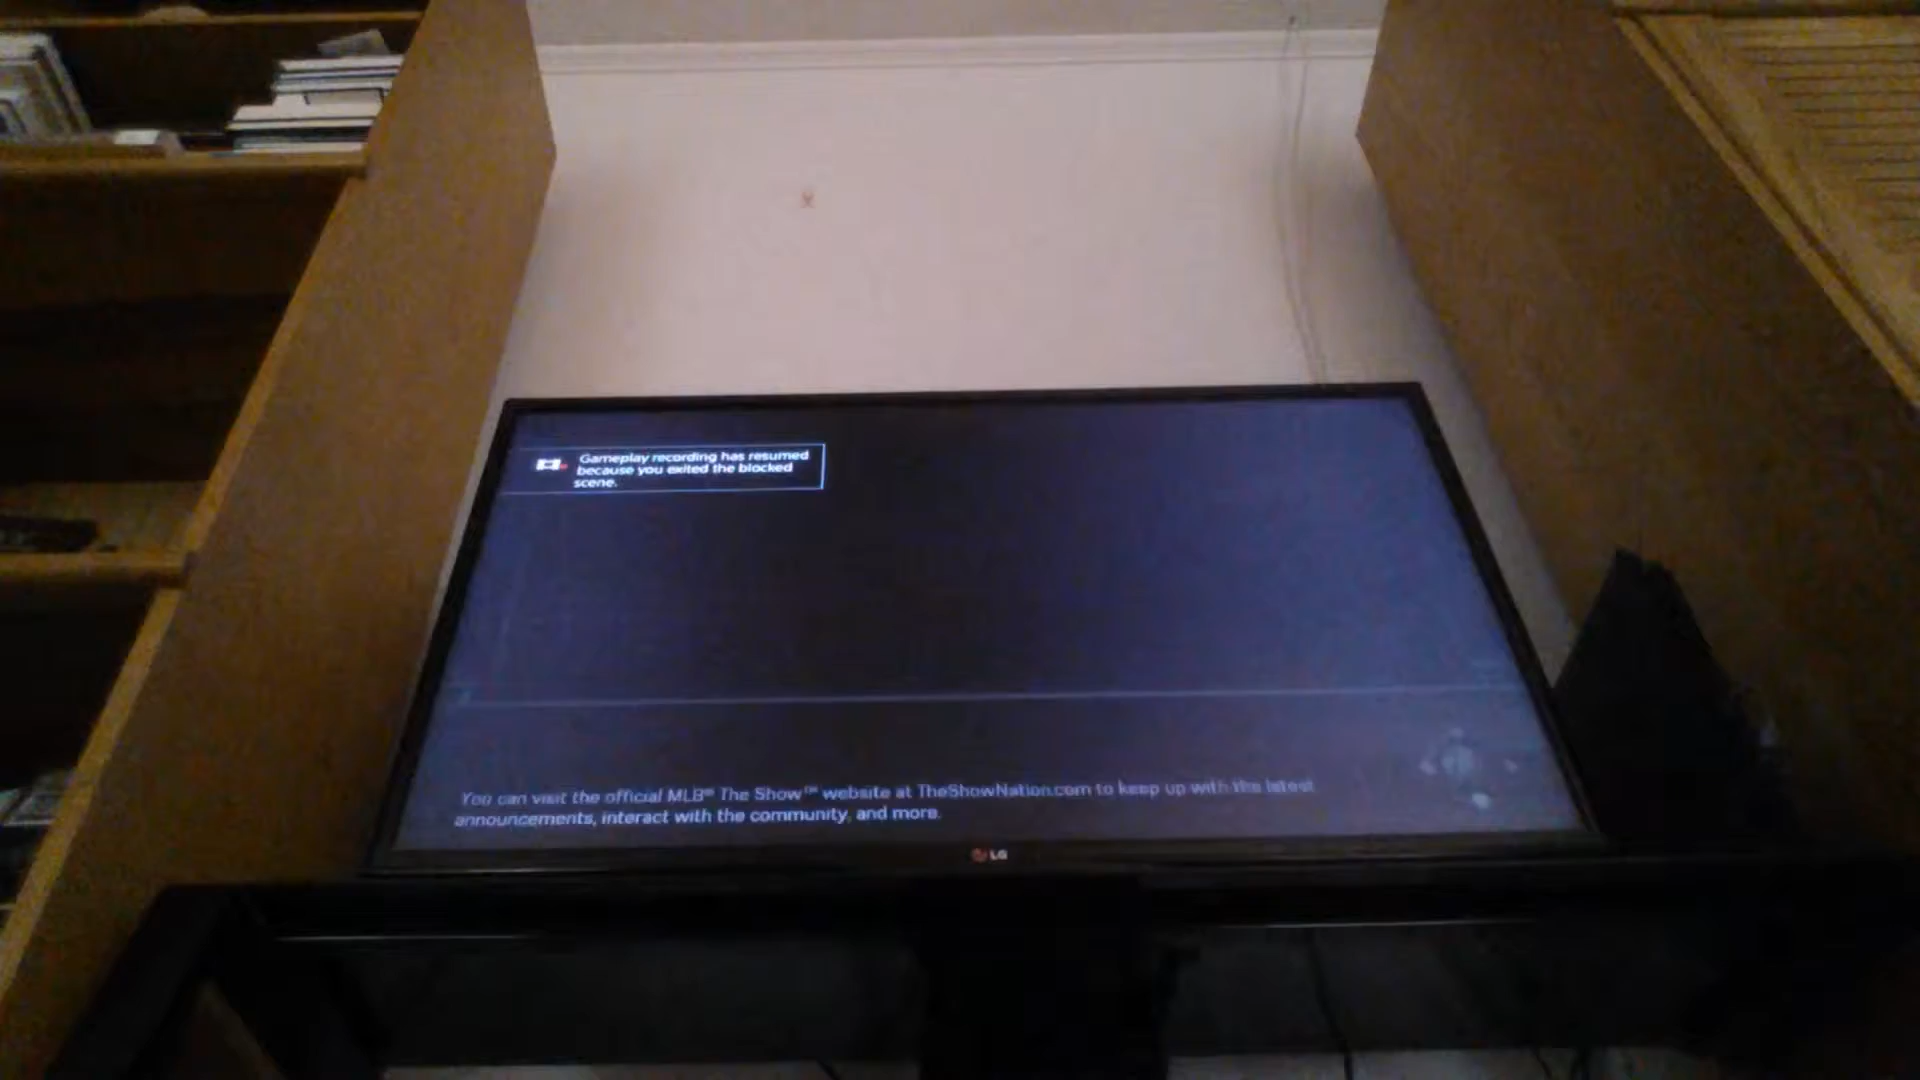 Gameplay recording has resumed
because you exited the blocked
scene.
You can visit the official MLB® The Show™ website at TheShowNation.com to keep up with the latest
announcements, interact with the community, and more.
LG